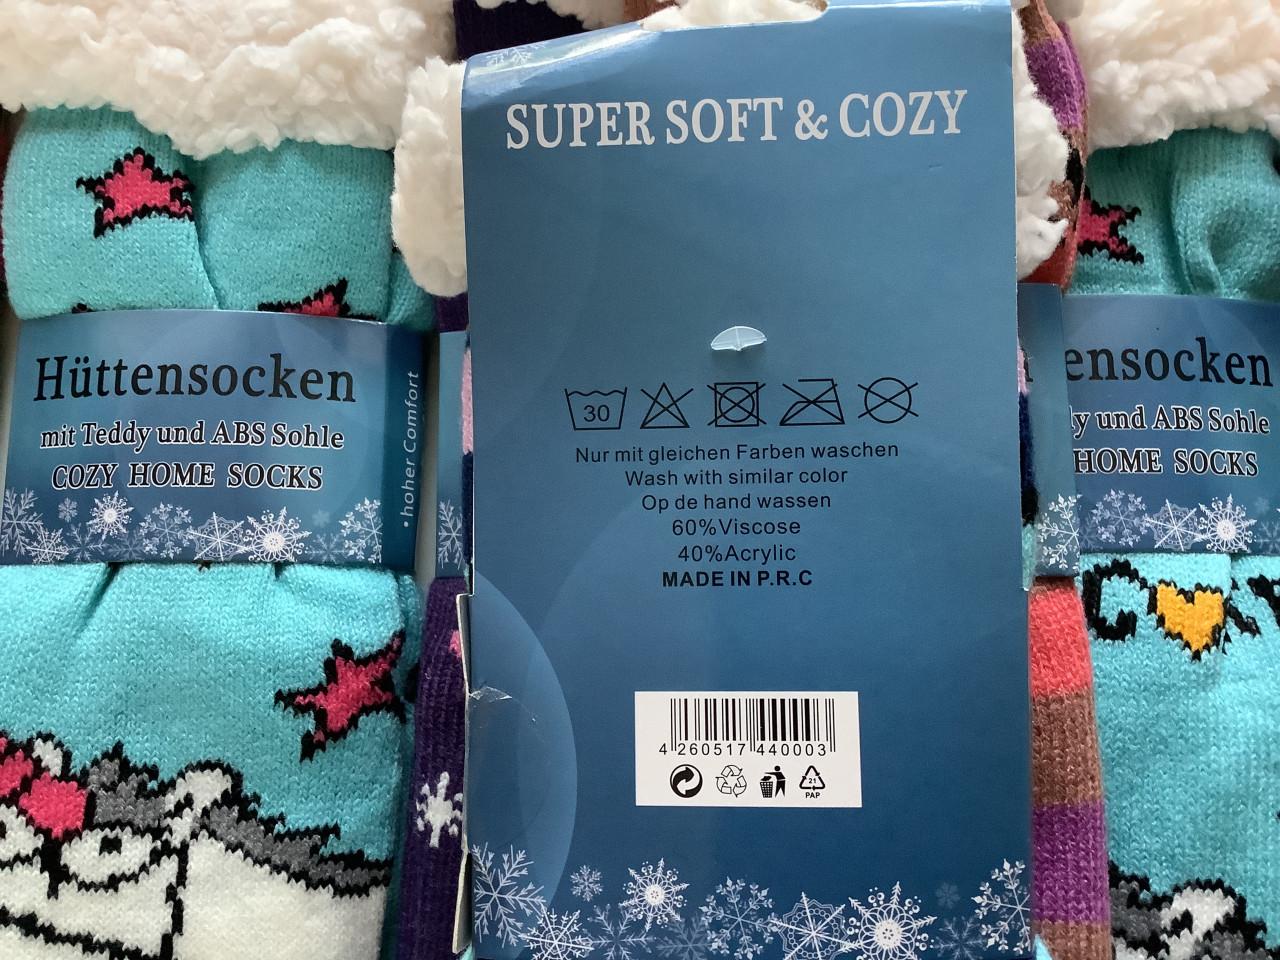 SUPER SOFT & COZY
30
Nur mit gleichen Farben waschen
Wash with similar color
Op de hand wassen
60%Viscose
40%Acrylic
MADE IN P.R.C
4 260517 440003
21
PAP
Hüttensocken
mit Teddy und ABS Sohle
COZY HOME SOCKS
• hoher Comfort
ensocken
ly und ABS Sohle
HOME SOCKS